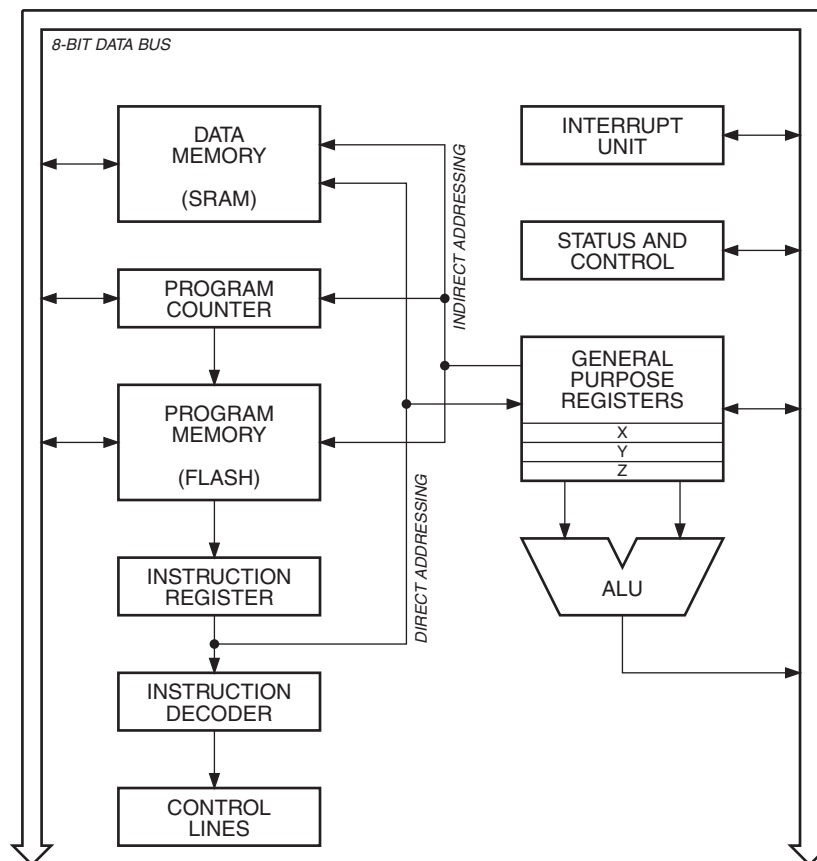 8-BIT DATA BUS
DATA
MEMORY
(SRAM)
INTERRUPT
UNIT
INDIRECT ADDRESSING
STATUS AND
CONTROL
PROGRAM
COUNTER
GENERAL
PURPOSE
REGISTERS
X
Y
Z
PROGRAM
MEMORY
(FLASH)
DIRECT ADDRESSING
INSTRUCTION
REGISTER
ALU
INSTRUCTION
DECODER
CONTROL
LINES